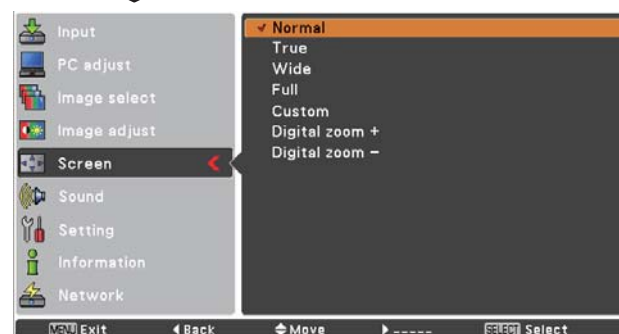 Input
PC adjust
Image select
Image adjust
Screen
Sound
Setting
Information
Network
✔ Normal
True
Wide
Full
Custom
Digital zoom +
Digital zoom –
MENU Exit ◀ Back ◆ Move ▶ ----- SELECT Select